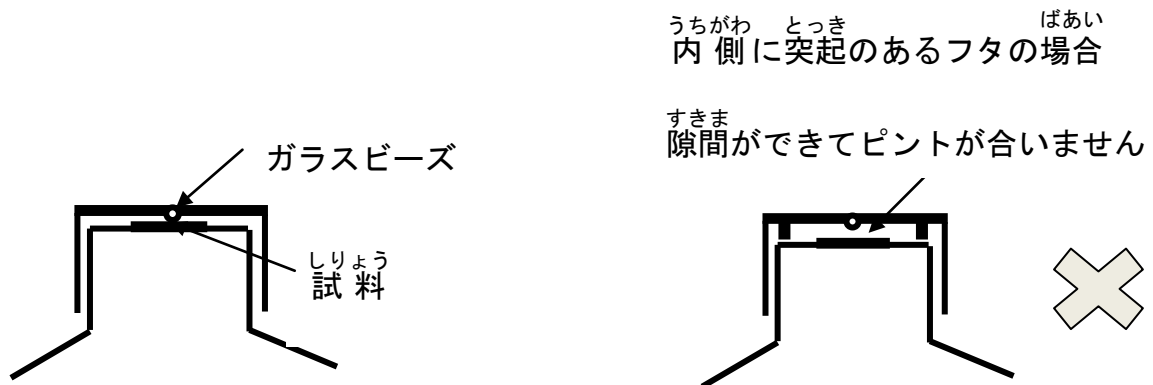 うちがわ とっき ばあい
内側に突起のあるフタの場合
すきま
隙間ができてピントが合いません
ガラスビーズ
しりょう
試料